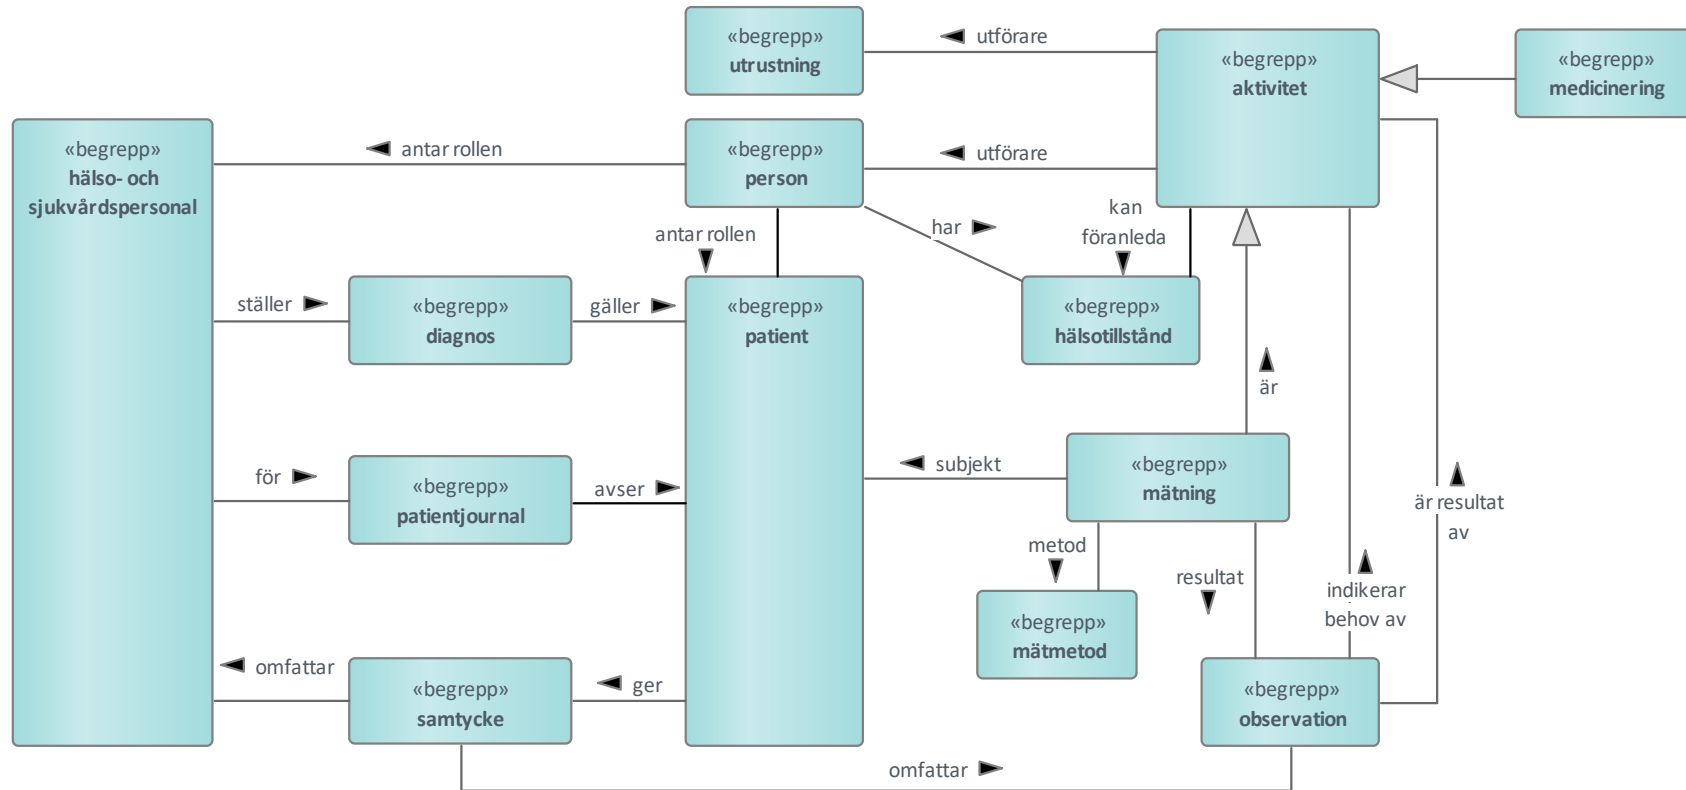 «begrepp»
utrustning
utförare
«begrepp»
aktivitet
«begrepp»
medicinering
«begrepp»
hälso- och
sjukvårdspersonal
antar rollen
«begrepp»
person
utförare
antar rollen
har
kan
föranleda
ställer
«begrepp»
diagnos
gäller
«begrepp»
patient
«begrepp»
hälsotillstånd
är
för
«begrepp»
patientjournal
avser
subjekt
«begrepp»
mätning
är resultat
av
metod
resultat
indikerar
behov av
«begrepp»
mätmetod
omfattar
«begrepp»
samtycke
ger
«begrepp»
observation
omfattar